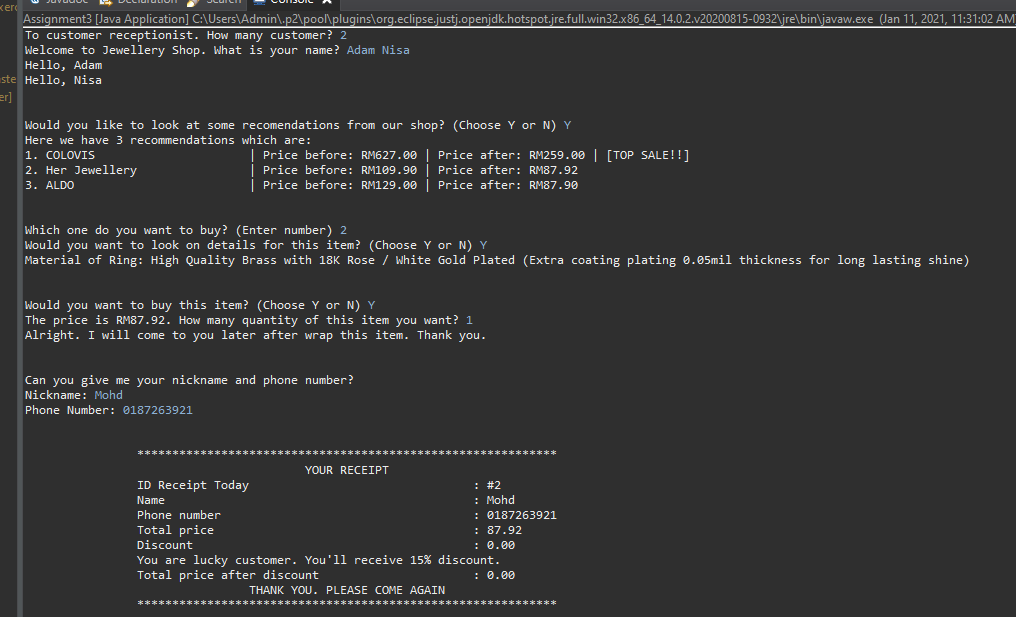 Javadoc Declaration Search Console
Assignment3 [Java Application] C:\Users\Admin\.p2\pool\plugins\org.eclipse.justj.openjdk.hotspot.jre.full.win32.x86_64_14.0.2.v20200815-0932\jre\bin\javaw.exe (Jan 11, 2021, 11:31:02 AM
To customer receptionist. How many customer? 2
Welcome to Jewellery Shop. What is your name? Adam Nisa
Hello, Adam
Hello, Nisa
Would you like to look at some recomendations from our shop? (Choose Y or N) Y
Here we have 3 recommendations which are:
1. COLOVIS | Price before: RM627.00 | Price after: RM259.00 | [TOP SALE!!]
2. Her Jewellery | Price before: RM109.90 | Price after: RM87.92
3. ALDO | Price before: RM129.00 | Price after: RM87.90
Which one do you want to buy? (Enter number) 2
Would you want to look on details for this item? (Choose Y or N) Y
Material of Ring: High Quality Brass with 18K Rose / White Gold Plated (Extra coating plating 0.05mil thickness for long lasting shine)
Would you want to buy this item? (Choose Y or N) Y
The price is RM87.92. How many quantity of this item you want? 1
Alright. I will come to you later after wrap this item. Thank you.
Can you give me your nickname and phone number?
Nickname: Mohd
Phone Number: 0187263921
************************************************************
YOUR RECEIPT
ID Receipt Today : #2
Name : Mohd
Phone number : 0187263921
Total price : 87.92
Discount : 0.00
You are lucky customer. You'll receive 15% discount.
Total price after discount : 0.00
THANK YOU. PLEASE COME AGAIN
************************************************************